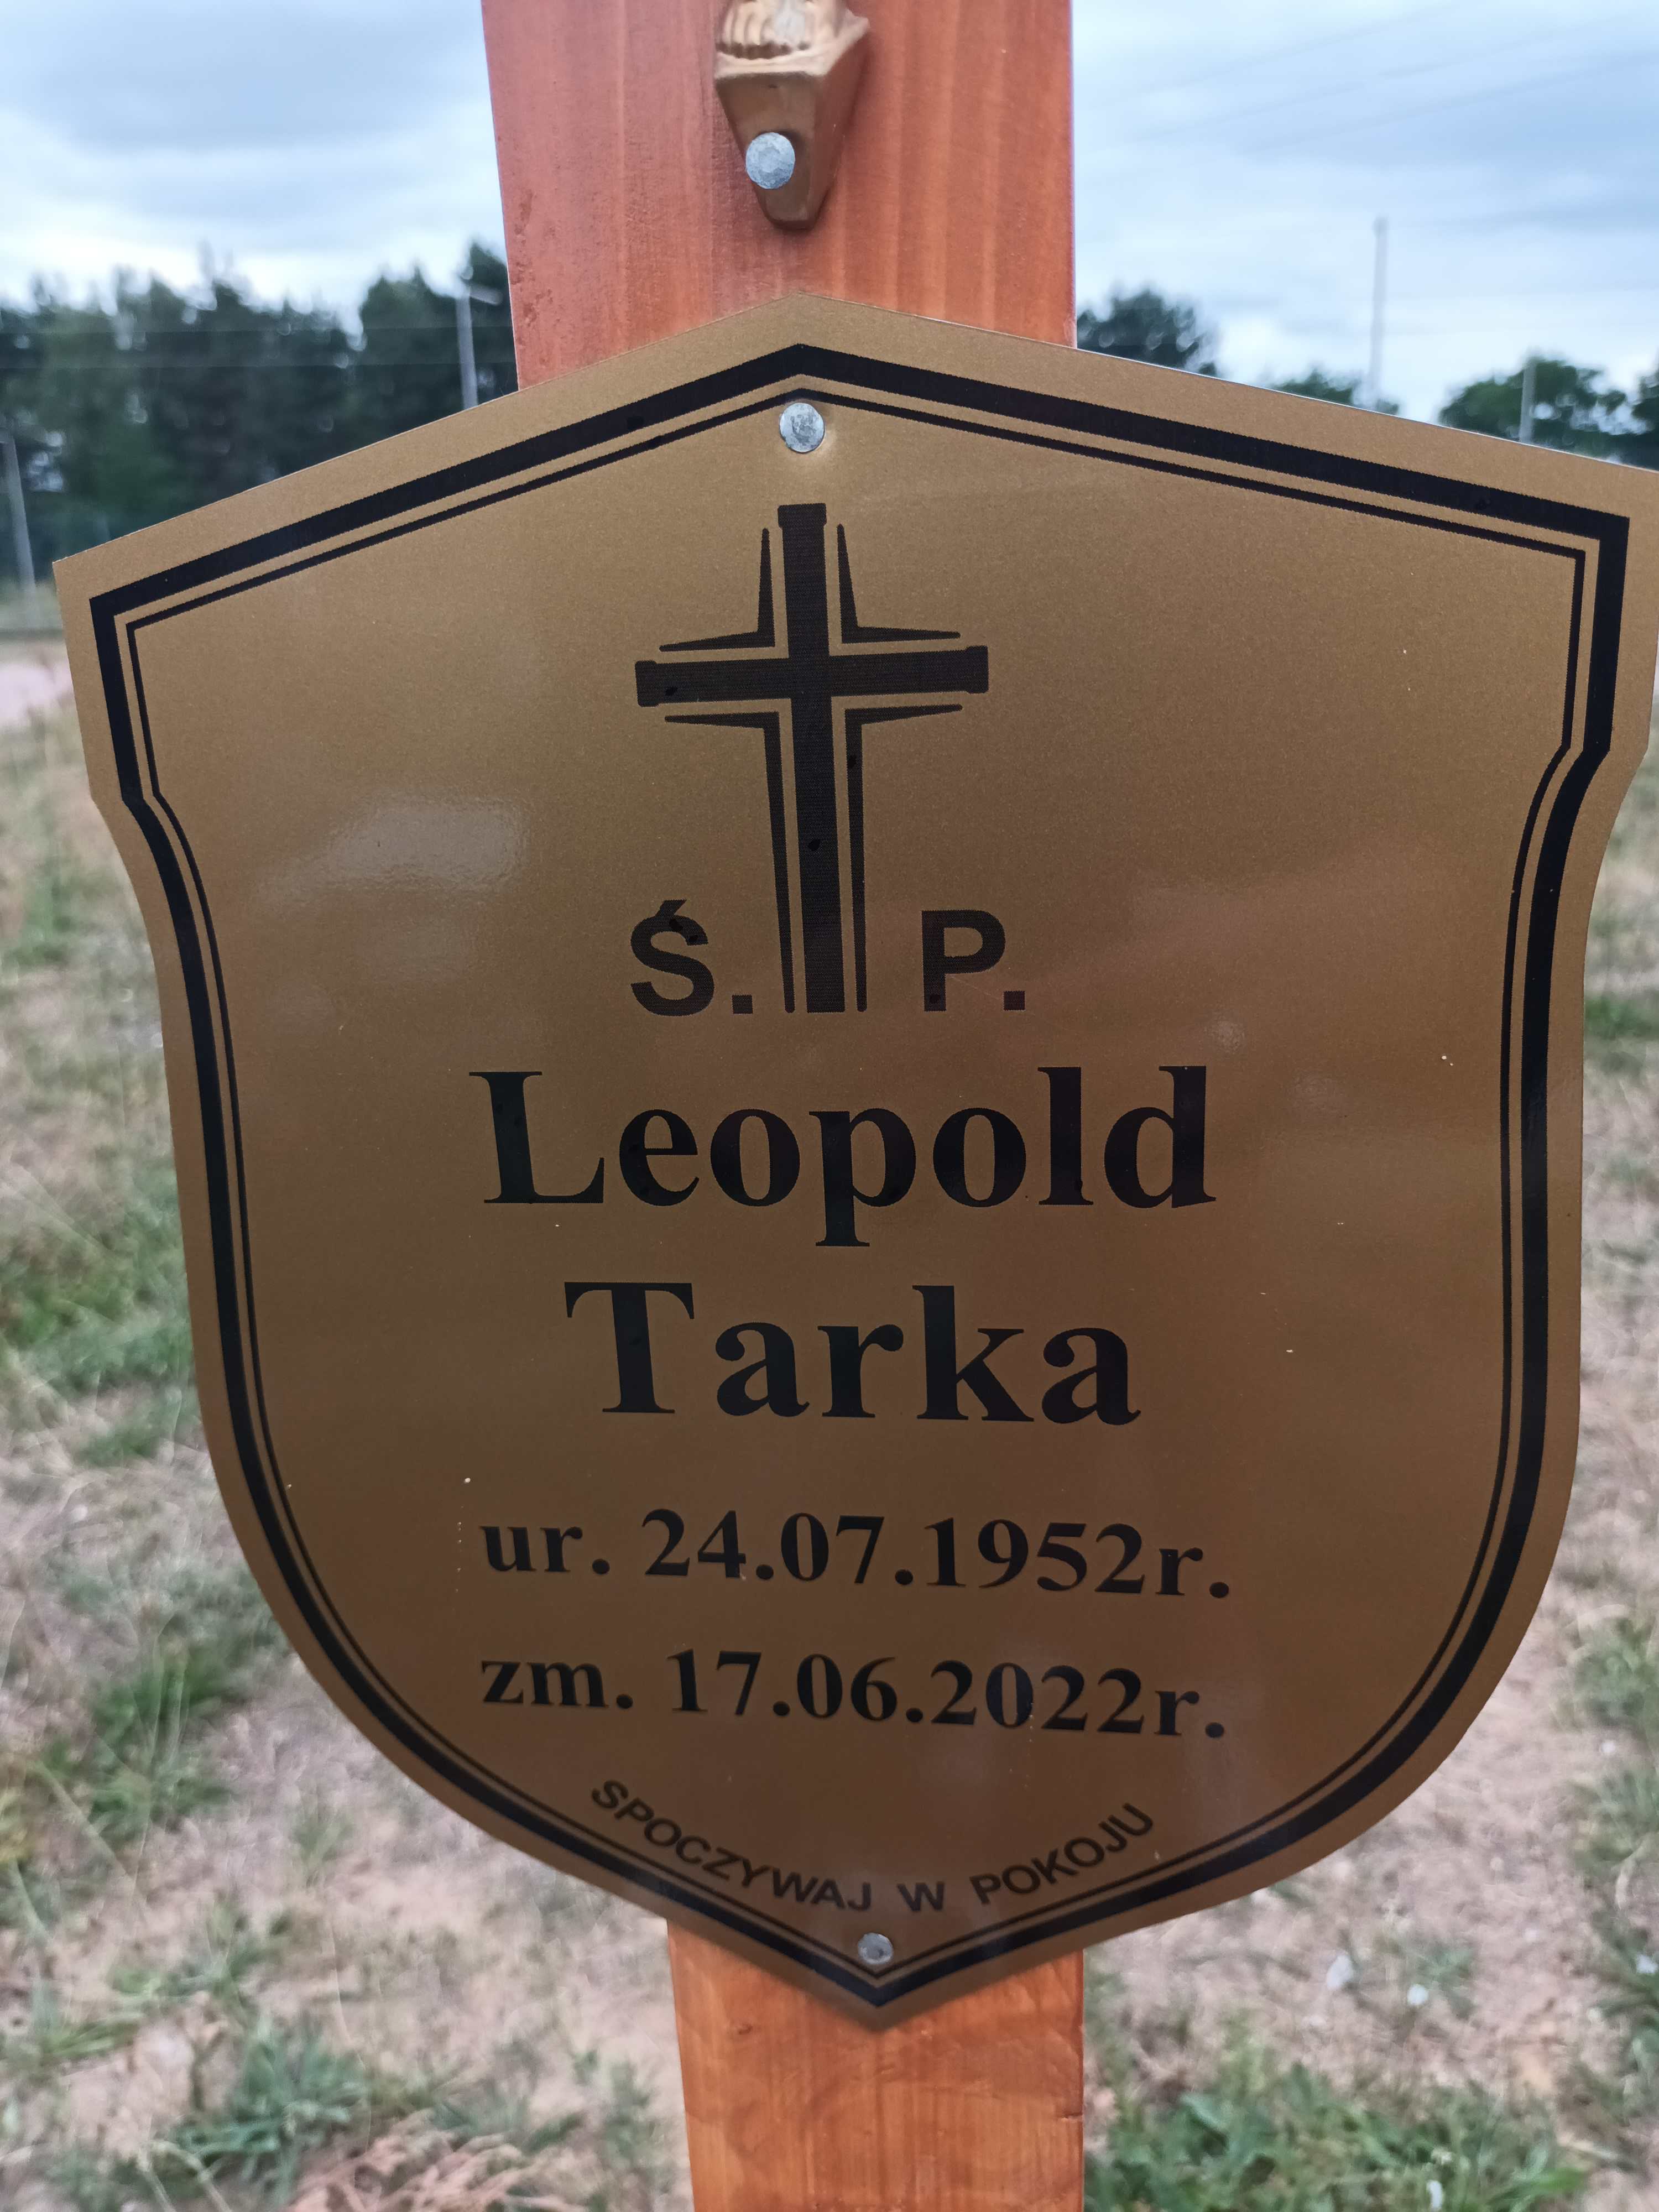 Ś. P.
Leopold
Tarka
ur. 24.07.1952r.
zm. 17.06.2022r.
SPOCZYWAJ W POKOJU